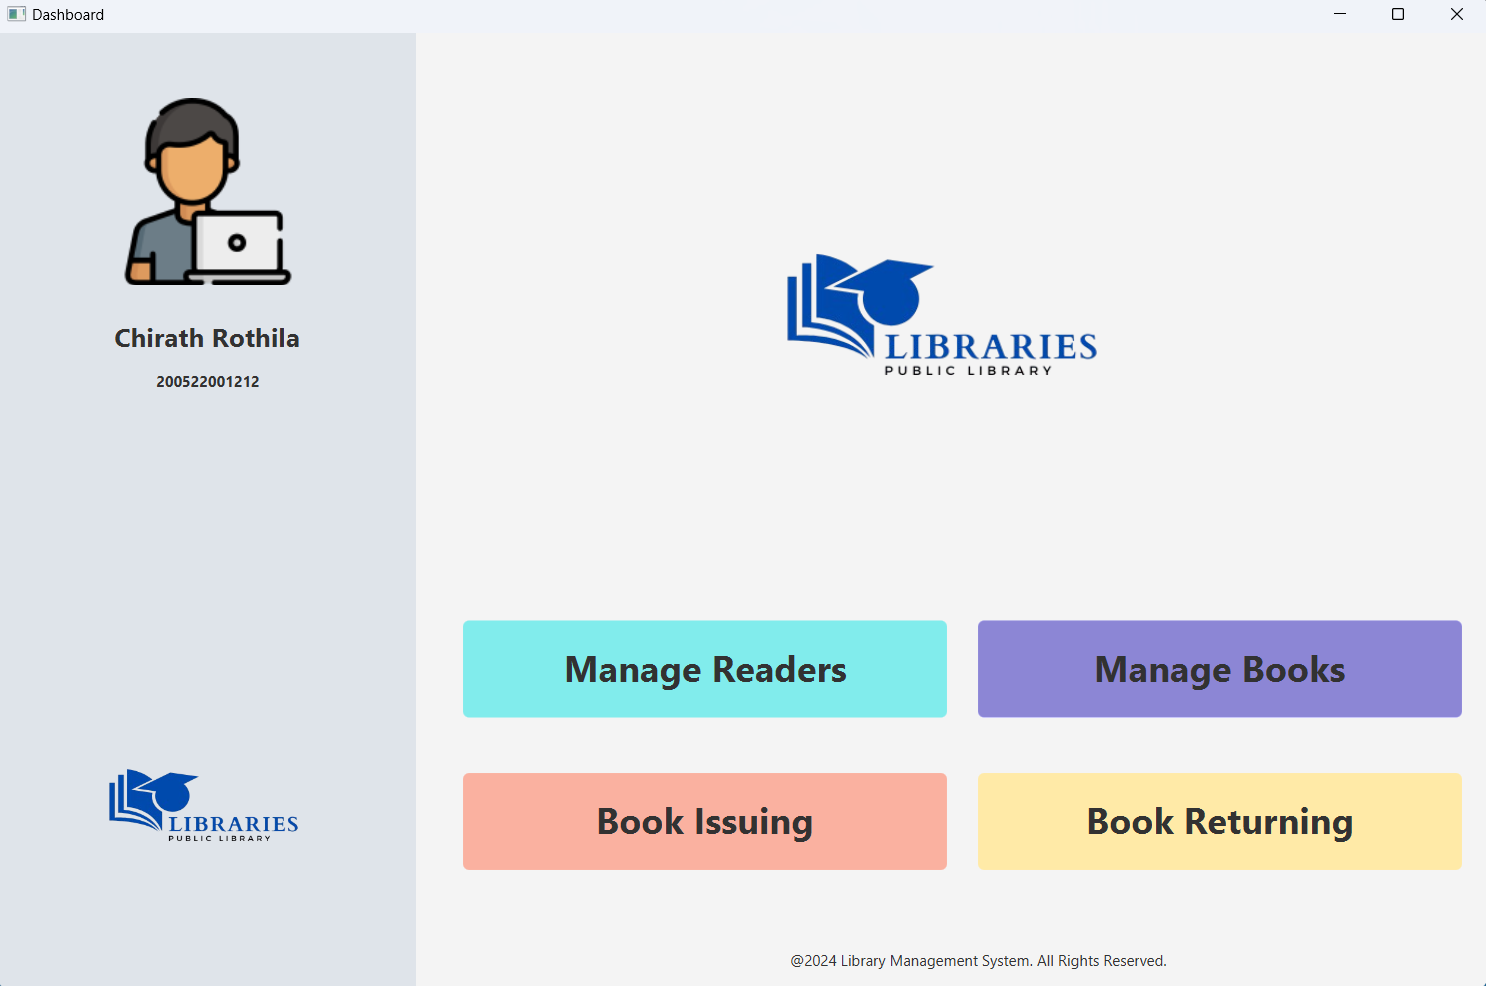 Dashboard
Chirath Rothila
200522001212
LIBRARIES
PUBLIC LIBRARY
LIBRARIES
PUBLIC LIBRARY
Manage Readers
Manage Books
Book Issuing
Book Returning
@2024 Library Management System. All Rights Reserved.